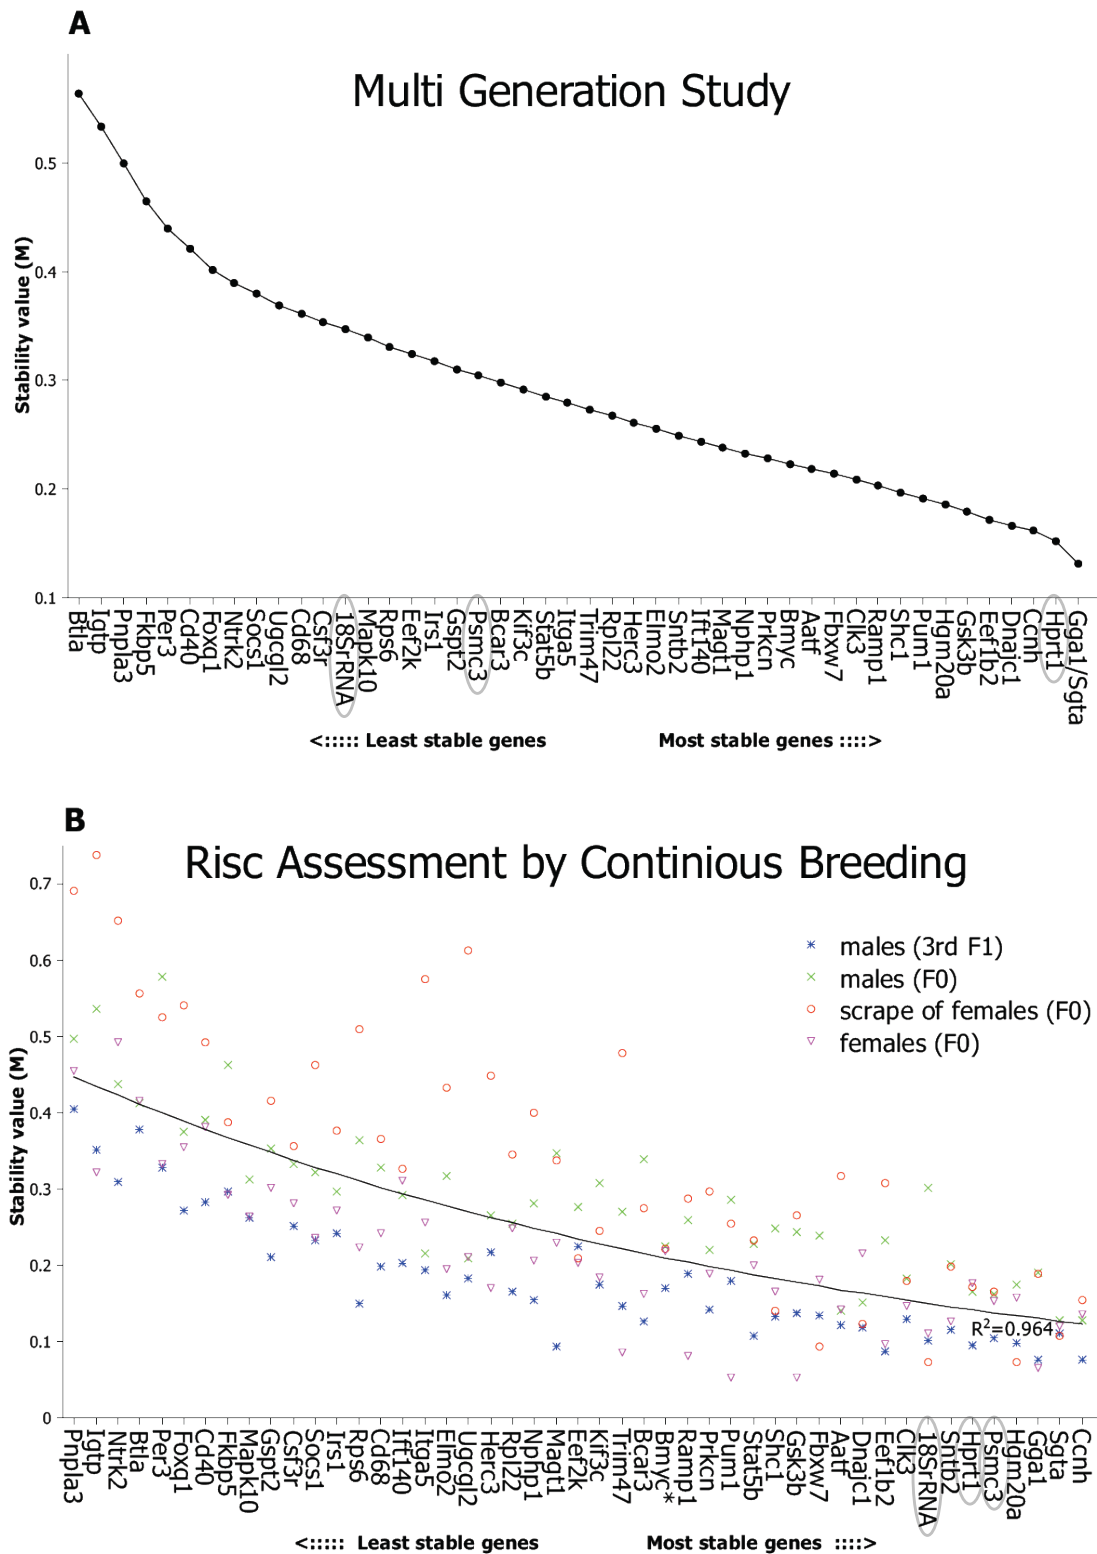 A
Multi Generation Study
Stability value (M)
0.5
0.4
0.3
0.2
0.1
Btla
Igtp
Pnpla3
Fkbp5
Per3
Cd40
Foxq1
Ntrk2
Socs1
Ugcgl2
Cd68
Csf3r
18SrRNA
Mapk10
Rps6
Eef2k
Irs1
Gspt2
Psmc3
Bcar3
Kif3c
Stat5b
Itga5
Trim47
Rpl22
Herc3
Elmo2
Sntb2
Ift140
Magt1
Nphp1
Prkcn
Bmyc
Aatf
Fbxw7
Clk3
Ramp1
Shc1
Pum1
Hgm20a
Gsk3b
Eef1b2
Dnajc1
Ccnh
Hprt1
Gga1/Sgta
<::::: Least stable genes
Most stable genes ::::>
B
Risc Assessment by Continious Breeding
Stability value (M)
0.7
0.6
0.5
0.4
0.3
0.2
0.1
0
males (3rd F1)
males (F0)
scrape of females (F0)
females (F0)
R²=0.964
Pnpla3
Igtp
Ntrk2
Btla
Per3
Foxq1
Cd40
Fkbp5
Mapk10
Gspt2
Csf3r
Socs1
Irs1
Rps6
Cd68
Ift140
Itga5
Elmo2
Ugcgl2
Herc3
Rpl22
Nphp1
Magt1
Eef2k
Kif3c
Trim47
Bcar3
Bmyc*
Ramp1
Prkcn
Pum1
Stat5b
Shc1
Gsk3b
Fbxw7
Aatf
Dnajc1
Eef1b2
Clk3
18SrRNA
Sntb2
Hprt1
Psmc3
Hgm20a
Gga1
Sgta
Ccnh
<::::: Least stable genes
Most stable genes ::::>